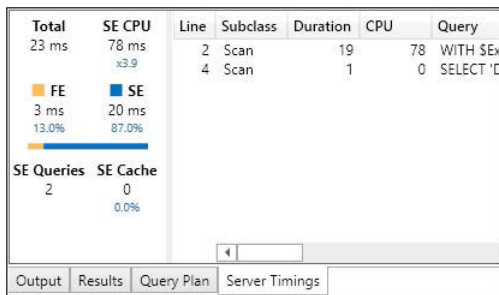 Total SE CPU
23 ms 78 ms
x3.9
FE SE
3 ms 20 ms
13.0% 87.0%
SE Queries SE Cache
2 0
0.0%
Line Subclass Duration CPU Query
2 Scan 19 78 WITH $Ex
4 Scan 1 0 SELECT 'D
Output Results Query Plan Server Timings